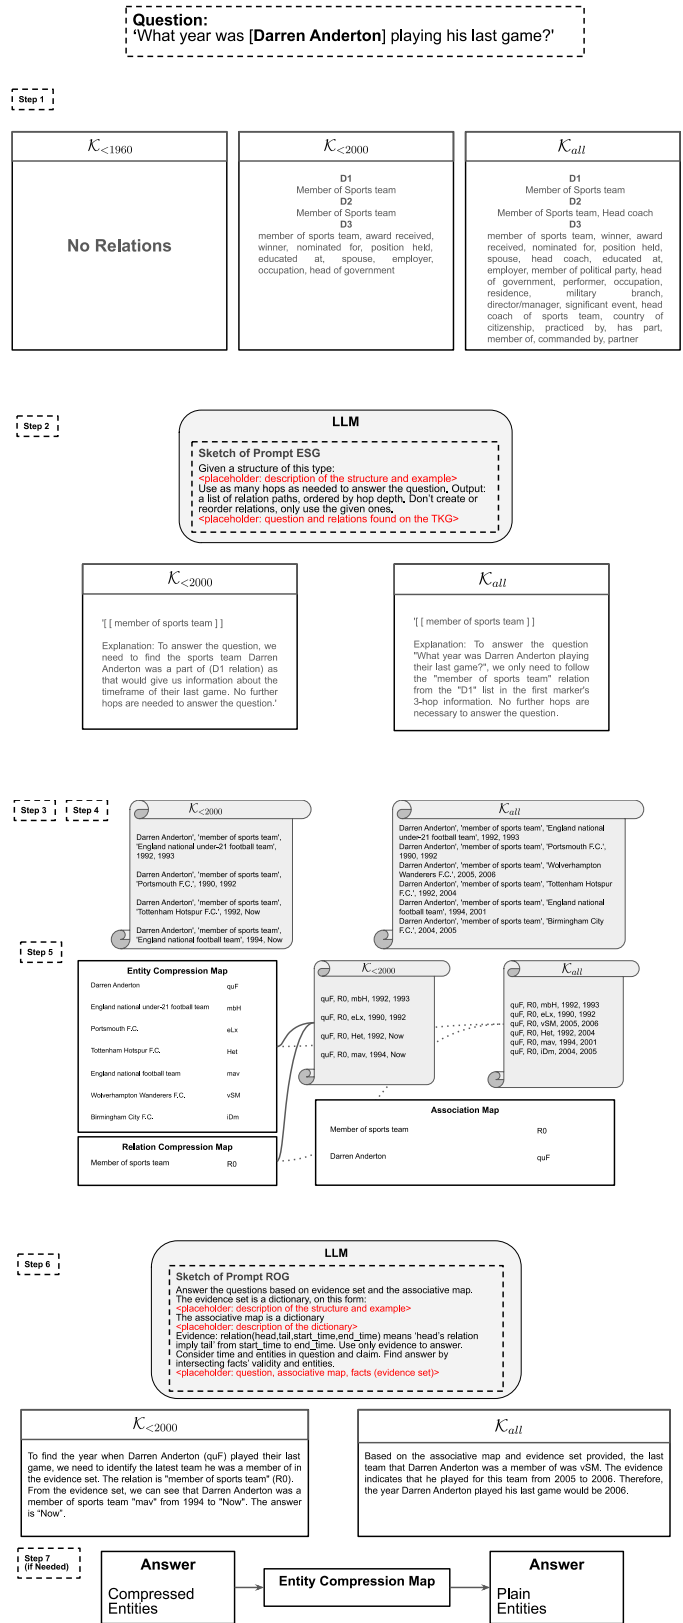 Question:
'What year was [Darren Anderton] playing his last game?'
Step 1
K<1960
No Relations
K<2000
D1
Member of Sports team
D2
Member of Sports team
D3
member of sports team, award received,
winner, nominated for, position held,
educated at, spouse, employer,
occupation, head of government
Kall
D1
Member of Sports team
D2
Member of Sports team, Head coach
D3
member of sports team, winner, award
received, nominated for, position held,
spouse, head coach, educated at,
employer, member of political party, head
of government, performer, occupation,
residence, military branch,
director/manager, significant event, head
coach of sports team, country of
citizenship, practiced by, has part,
member of, commanded by, partner
Step 2
LLM
Sketch of Prompt ESG
Given a structure of this type:
<placeholder: description of the structure and example>
Use as many hops as needed to answer the question. Output:
a list of relation paths, ordered by hop depth. Don't create or
reorder relations, only use the given ones.
<placeholder: question and relations found on the TKG>
K<2000
'[ [ member of sports team ] ]
Explanation: To answer the question, we
need to find the sports team Darren
Anderton was a part of (D1 relation) as
that would give us information about the
timeframe of their last game. No further
hops are needed to answer the question.'
Kall
'[ [ member of sports team ] ]
Explanation: To answer the question
"What year was Darren Anderton playing
their last game?", we only need to follow
the "member of sports team" relation
from the "D1" list in the first marker's
3-hop information. No further hops are
necessary to answer the question.
Step 3
Step 4
K<2000
Darren Anderton', 'member of sports team',
'England national under-21 football team',
1992, 1993
Darren Anderton', 'member of sports team',
'Portsmouth F.C.', 1990, 1992
Darren Anderton', 'member of sports team',
'Tottenham Hotspur F.C.', 1992, Now
Darren Anderton', 'member of sports team',
'England national football team', 1994, Now
Kall
Darren Anderton', 'member of sports team', 'England national
under-21 football team', 1992, 1993
Darren Anderton', 'member of sports team', 'Portsmouth F.C.',
1990, 1992
Darren Anderton', 'member of sports team', 'Wolverhampton
Wanderers F.C.', 2005, 2006
Darren Anderton', 'member of sports team', 'Tottenham Hotspur
F.C.', 1992, 2004
Darren Anderton', 'member of sports team', 'England national
football team', 1994, 2001
Darren Anderton', 'member of sports team', 'Birmingham City
F.C.', 2004, 2005
Step 5
Entity Compression Map
Darren Anderton quF
England national under-21 football team mbH
Portsmouth F.C. eLx
Tottenham Hotspur F.C. Het
England national football team mav
Wolverhampton Wanderers F.C. vSM
Birmingham City F.C. iDm
Relation Compression Map
Member of sports team R0
K<2000
quF, R0, mbH, 1992, 1993
quF, R0, eLx, 1990, 1992
quF, R0, Het, 1992, Now
quF, R0, mav, 1994, Now
Kall
quF, R0, mbH, 1992, 1993
quF, R0, eLx, 1990, 1992
quF, R0, vSM, 2005, 2006
quF, R0, Het, 1992, 2004
quF, R0, mav, 1994, 2001
quF, R0, iDm, 2004, 2005
Association Map
Member of sports team R0
Darren Anderton quF
Step 6
LLM
Sketch of Prompt ROG
Answer the questions based on evidence set and the associative map.
The evidence set is a dictionary, on this form:
<placeholder: description of the structure and example>
The associative map is a dictionary
<placeholder: description of the dictionary>
Evidence: relation(head,tail,start_time,end_time) means 'head's relation
imply tail' from start_time to end_time. Use only evidence to answer.
Consider time and entities in question and claim. Find answer by
intersecting facts' validity and entities.
<placeholder: question, associative map, facts (evidence set)>
K<2000
To find the year when Darren Anderton (quF) played their last
game, we need to identify the latest team he was a member of in
the evidence set. The relation is "member of sports team" (R0).
From the evidence set, we can see that Darren Anderton was a
member of sports team "mav" from 1994 to "Now". The answer
is "Now".
Kall
Based on the associative map and evidence set provided, the last
team that Darren Anderton was a member of was vSM. The evidence
indicates that he played for this team from 2005 to 2006. Therefore,
the year Darren Anderton played his last game would be 2006.
Step 7
(if Needed)
Answer
Compressed
Entities
Entity Compression Map
Answer
Plain
Entities